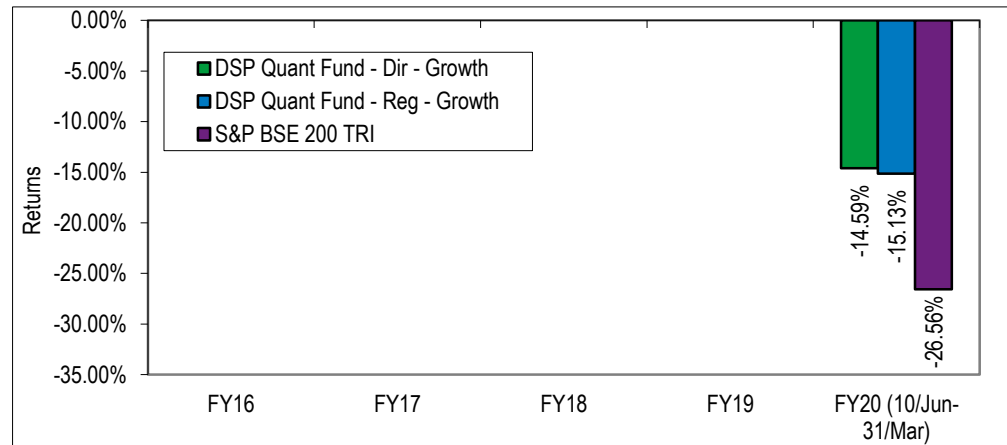 0.00%
-5.00%
-10.00%
-15.00%
-20.00%
-25.00%
-30.00%
-35.00%
Returns
DSP Quant Fund - Dir - Growth
DSP Quant Fund - Reg - Growth
S&P BSE 200 TRI
-14.59%
-15.13%
-26.56%
FY16
FY17
FY18
FY19
FY20 (10/Jun-
31/Mar)